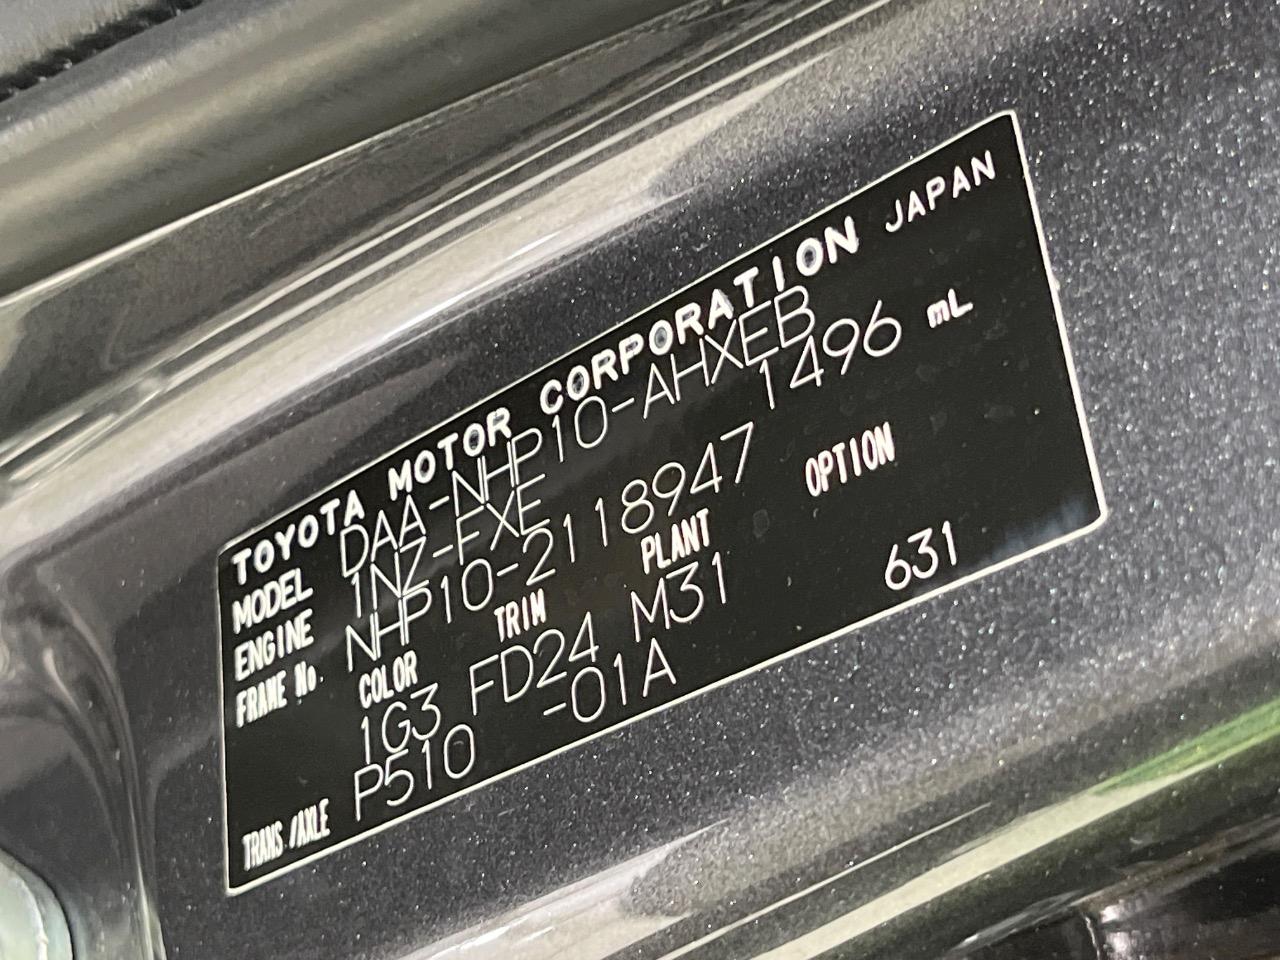 TOYOTA MOTOR CORPORATION JAPAN
MODEL DAA-NHP10-AHXEB
ENGINE 1NZ-FXE 1496 mL
FRAME No. NHP10-2118947
COLOR TRIM PLANT OPTION
1G3 FD24 M31 631
TRANS./AXLE P510 -01A